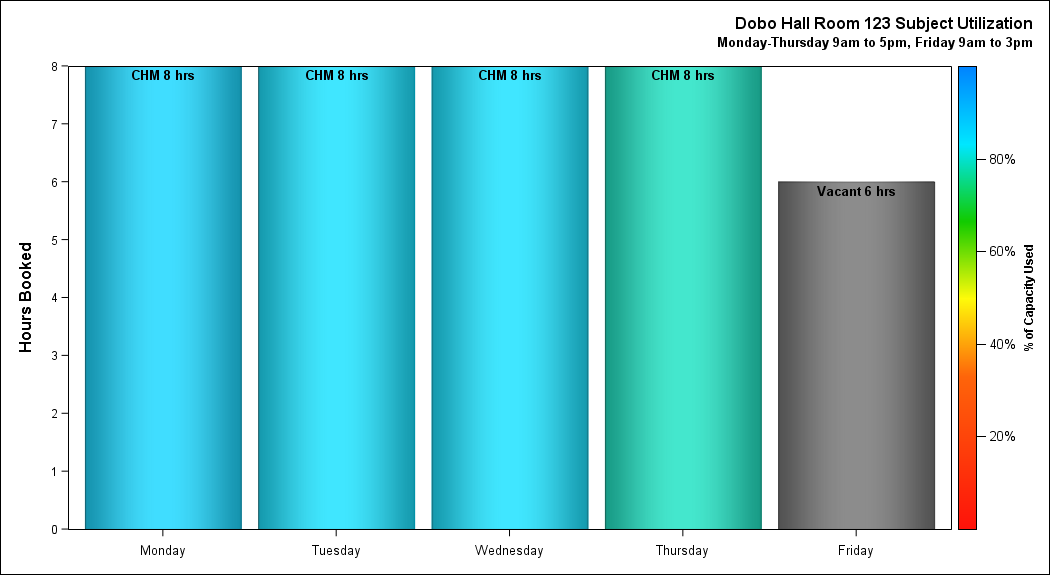 Dobo Hall Room 123 Subject Utilization
Monday-Thursday 9am to 5pm, Friday 9am to 3pm
Hours Booked
8
7
6
5
4
3
2
1
0
CHM 8 hrs
CHM 8 hrs
CHM 8 hrs
CHM 8 hrs
Vacant 6 hrs
Monday
Tuesday
Wednesday
Thursday
Friday
80%
60%
40%
20%
% of Capacity Used